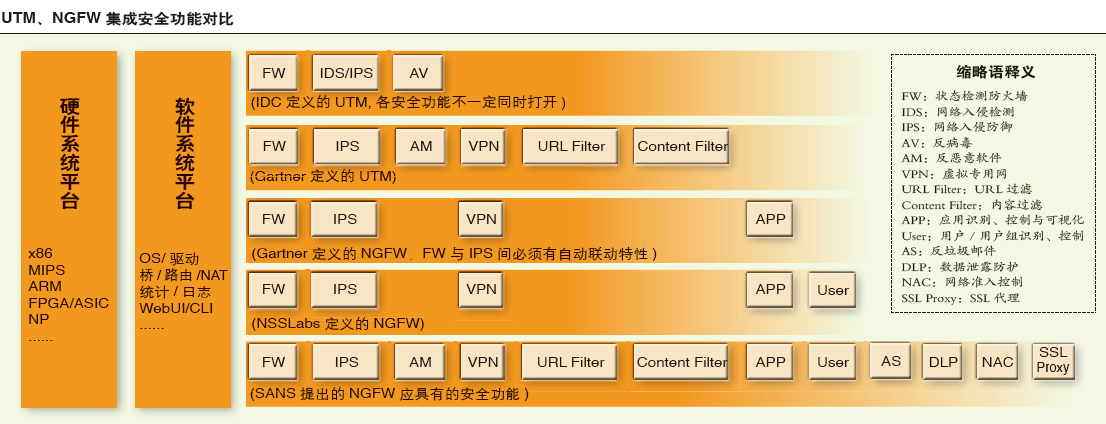 UTM、NGFW 集成安全功能对比
硬件系统平台
x86
MIPS
ARM
FPGA/ASIC
NP
......
软件系统平台
OS/ 驱动
桥 / 路由 /NAT
统计 / 日志
WebUI/CLI
......
FW IDS/IPS AV
(IDC 定义的 UTM, 各安全功能不一定同时打开 )
FW IPS AM VPN URL Filter Content Filter
(Gartner 定义的 UTM)
FW IPS VPN APP
(Gartner 定义的 NGFW．FW 与 IPS 间必须有自动联动特性 )
FW IPS VPN APP User
(NSSLabs 定义的 NGFW)
FW IPS AM VPN URL Filter Content Filter APP User AS DLP NAC SSL Proxy
(SANS 提出的 NGFW 应具有的安全功能 )
缩略语释义
FW：状态检测防火墙
IDS：网络入侵检测
IPS：网络入侵防御
AV：反病毒
AM：反恶意软件
VPN：虚拟专用网
URL Filter：URL 过滤
Content Filter：内容过滤
APP：应用识别、控制与可视化
User：用户 / 用户组识别、控制
AS：反垃圾邮件
DLP：数据泄露防护
NAC：网络准入控制
SSL Proxy：SSL 代理